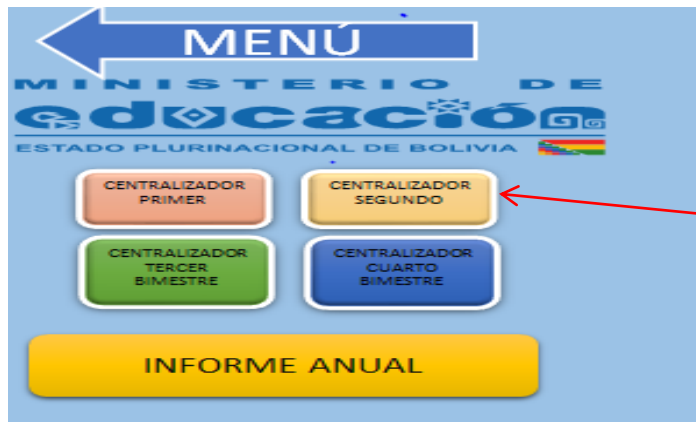 MENÚ
MINISTERIO DE
educación
ESTADO PLURINACIONAL DE BOLIVIA
CENTRALIZADOR
PRIMER
CENTRALIZADOR
SEGUNDO
CENTRALIZADOR
TERCER
BIMESTRE
CENTRALIZADOR
CUARTO
BIMESTRE
INFORME ANUAL